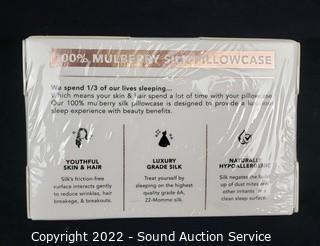 100% MULBERRY SILK PILLOWCASE
We spend 1/3 of our lives sleeping...
Which means your skin & hair spend a lot of time with your pillowcase
Our 100% mulberry silk pillowcase is designed to provide a
sleep experience with beauty benefits.
YOUTHFUL
SKIN & HAIR
Silk's friction-free
surface interacts gently
to reduce wrinkles, hair
breakage, & breakouts.
LUXURY
GRADE SILK
Treat yourself by
sleeping on the highest
quality grade 6A,
22-Momme silk.
NATURALLY
HYPOALLERGENIC
Silk negates the build
up of dust mites and
other irritants
clean sleep surface.
Copyright 2022 - Sound Auction Service